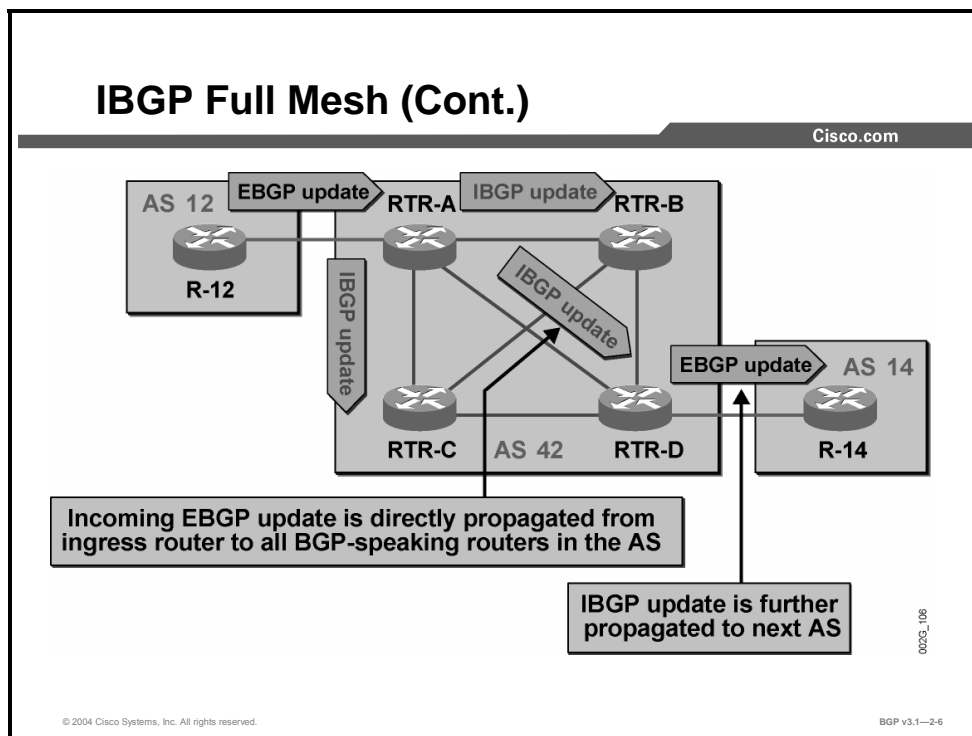 IBGP Full Mesh (Cont.)
Cisco.com
AS 12
EBGP update
RTR-A
IBGP update
RTR-B
R-12
IBGP update
IBGP update
EBGP update
AS 14
RTR-C
AS 42
RTR-D
R-14
Incoming EBGP update is directly propagated from
ingress router to all BGP-speaking routers in the AS
IBGP update is further
propagated to next AS
002G_106
© 2004 Cisco Systems, Inc. All rights reserved.
BGP v3.1—2-6